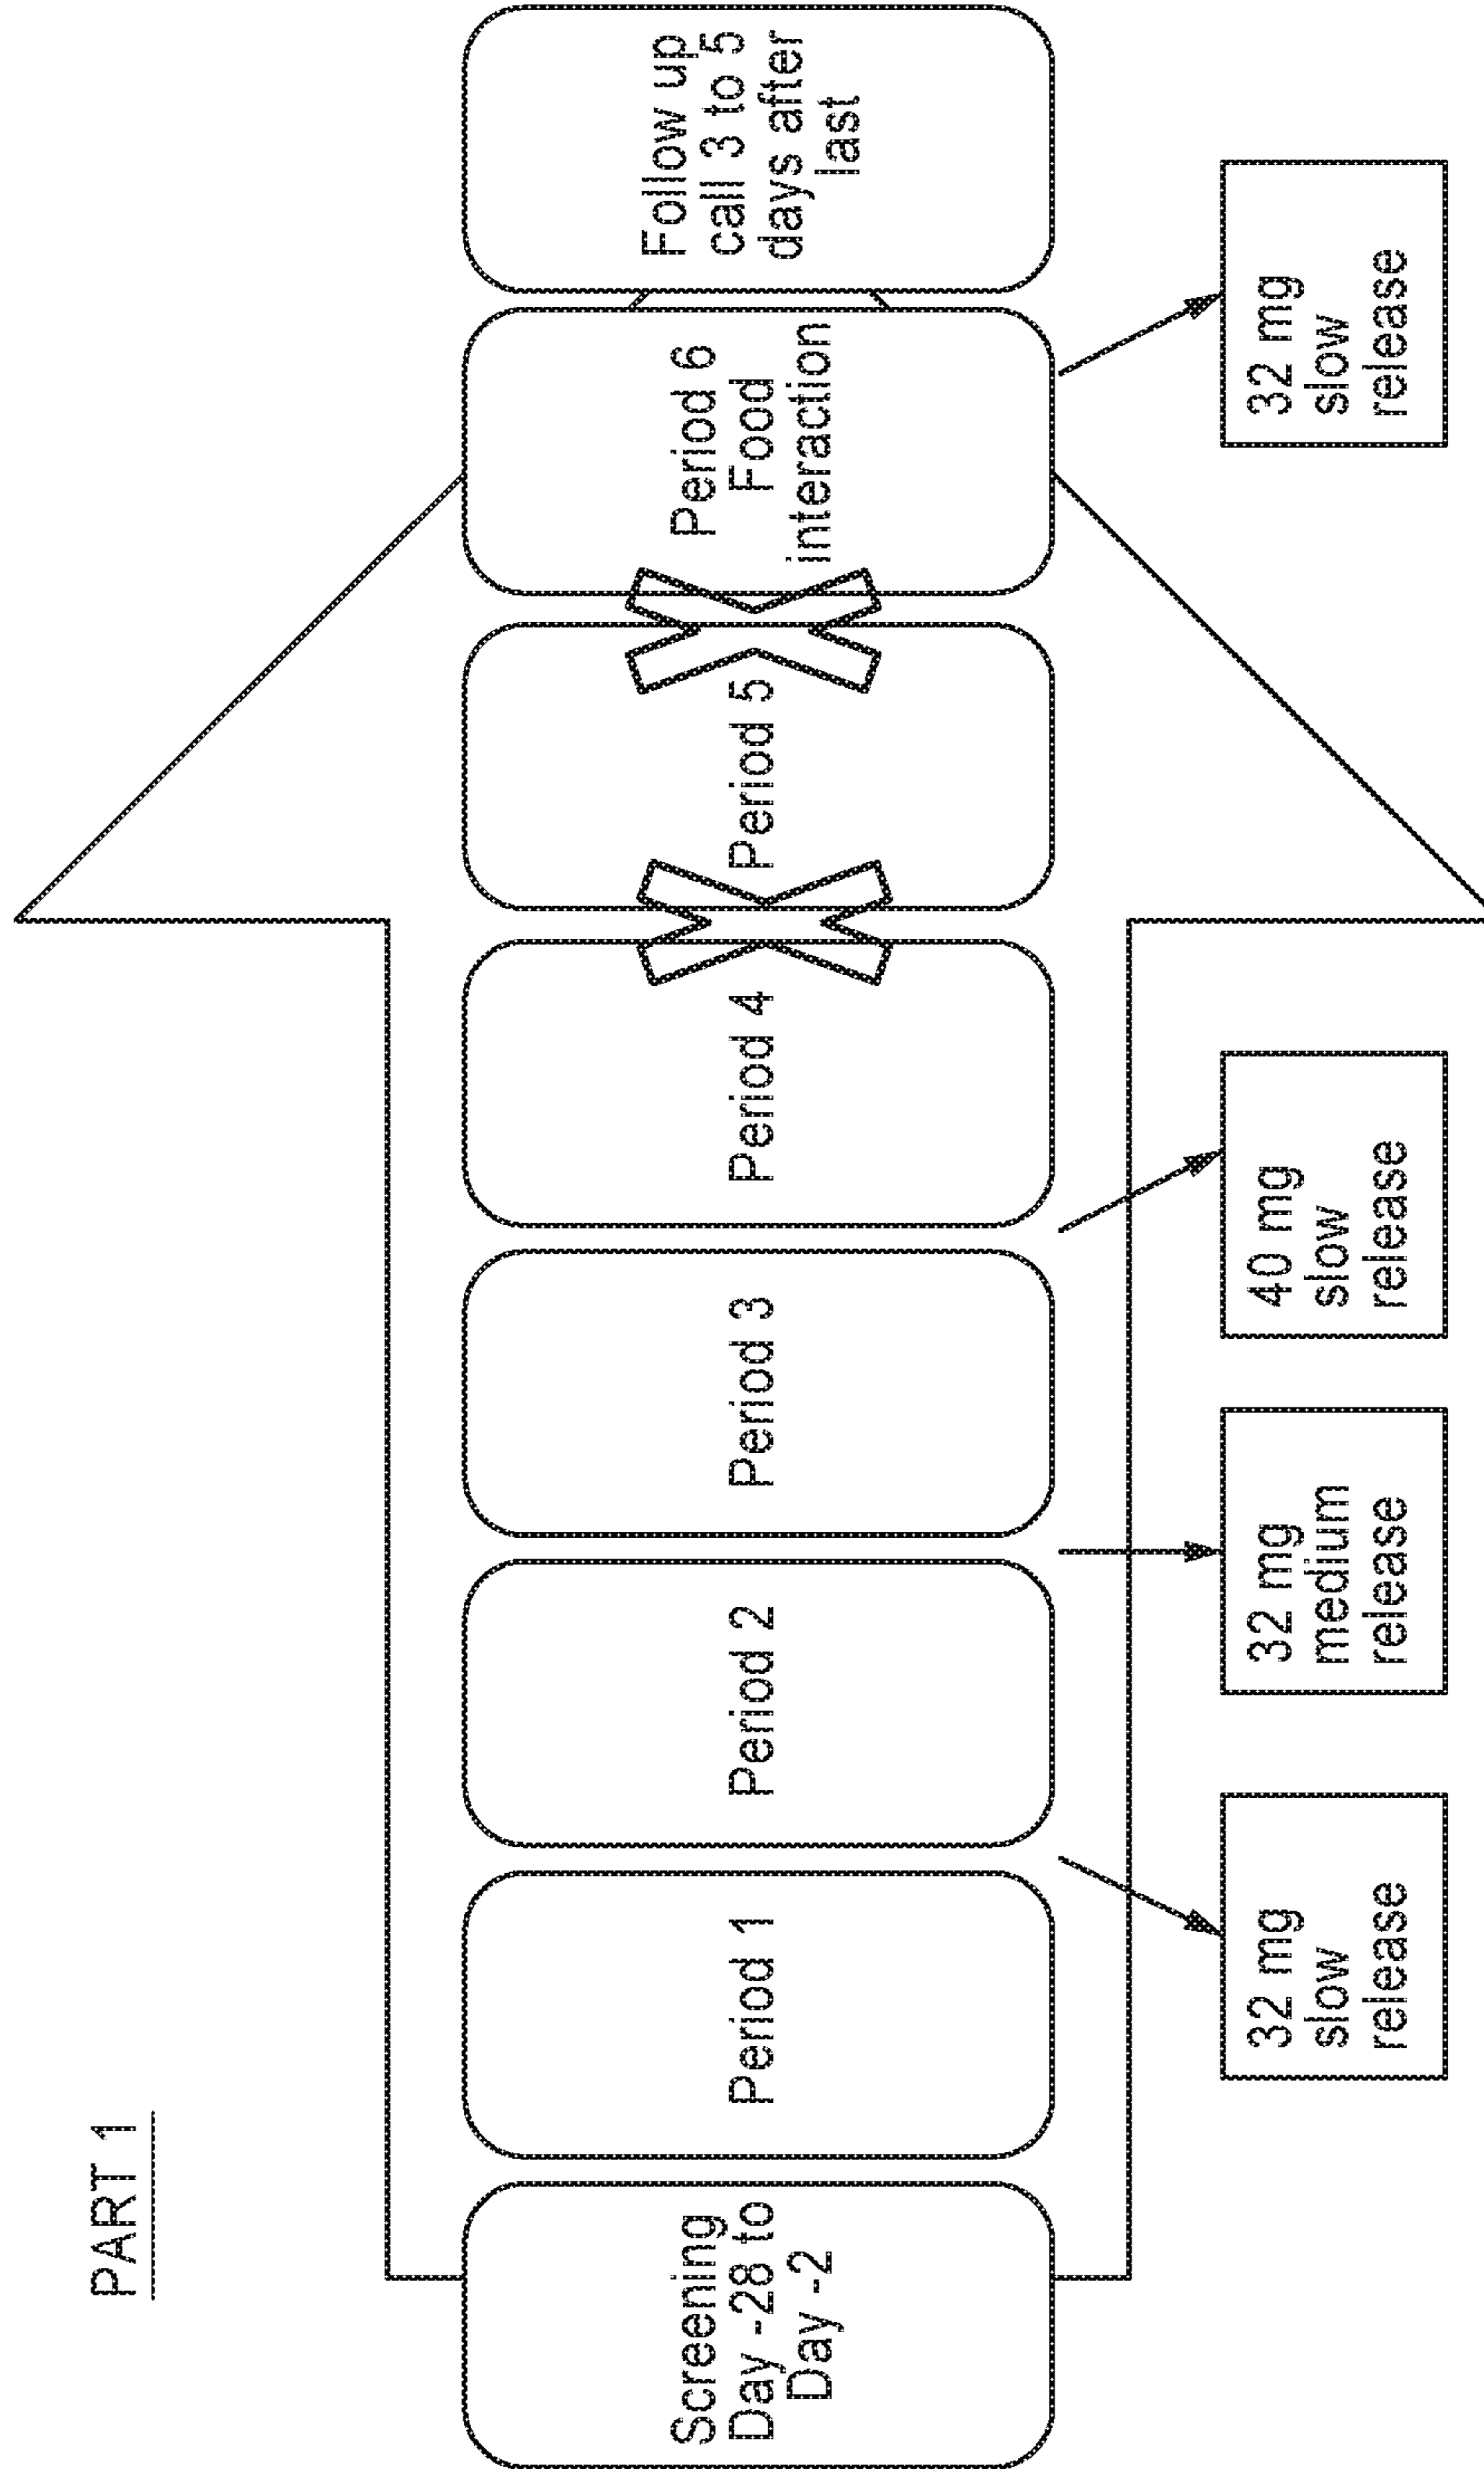 PART 1
Screening
Day -28 to
Day -2
Period 1
Period 2
Period 3
Period 4
Period 5
Period 6
Food
interaction
Follow up
call 3 to 5
days after
last
32 mg
slow
release
32 mg
medium
release
40 mg
slow
release
32 mg
slow
release